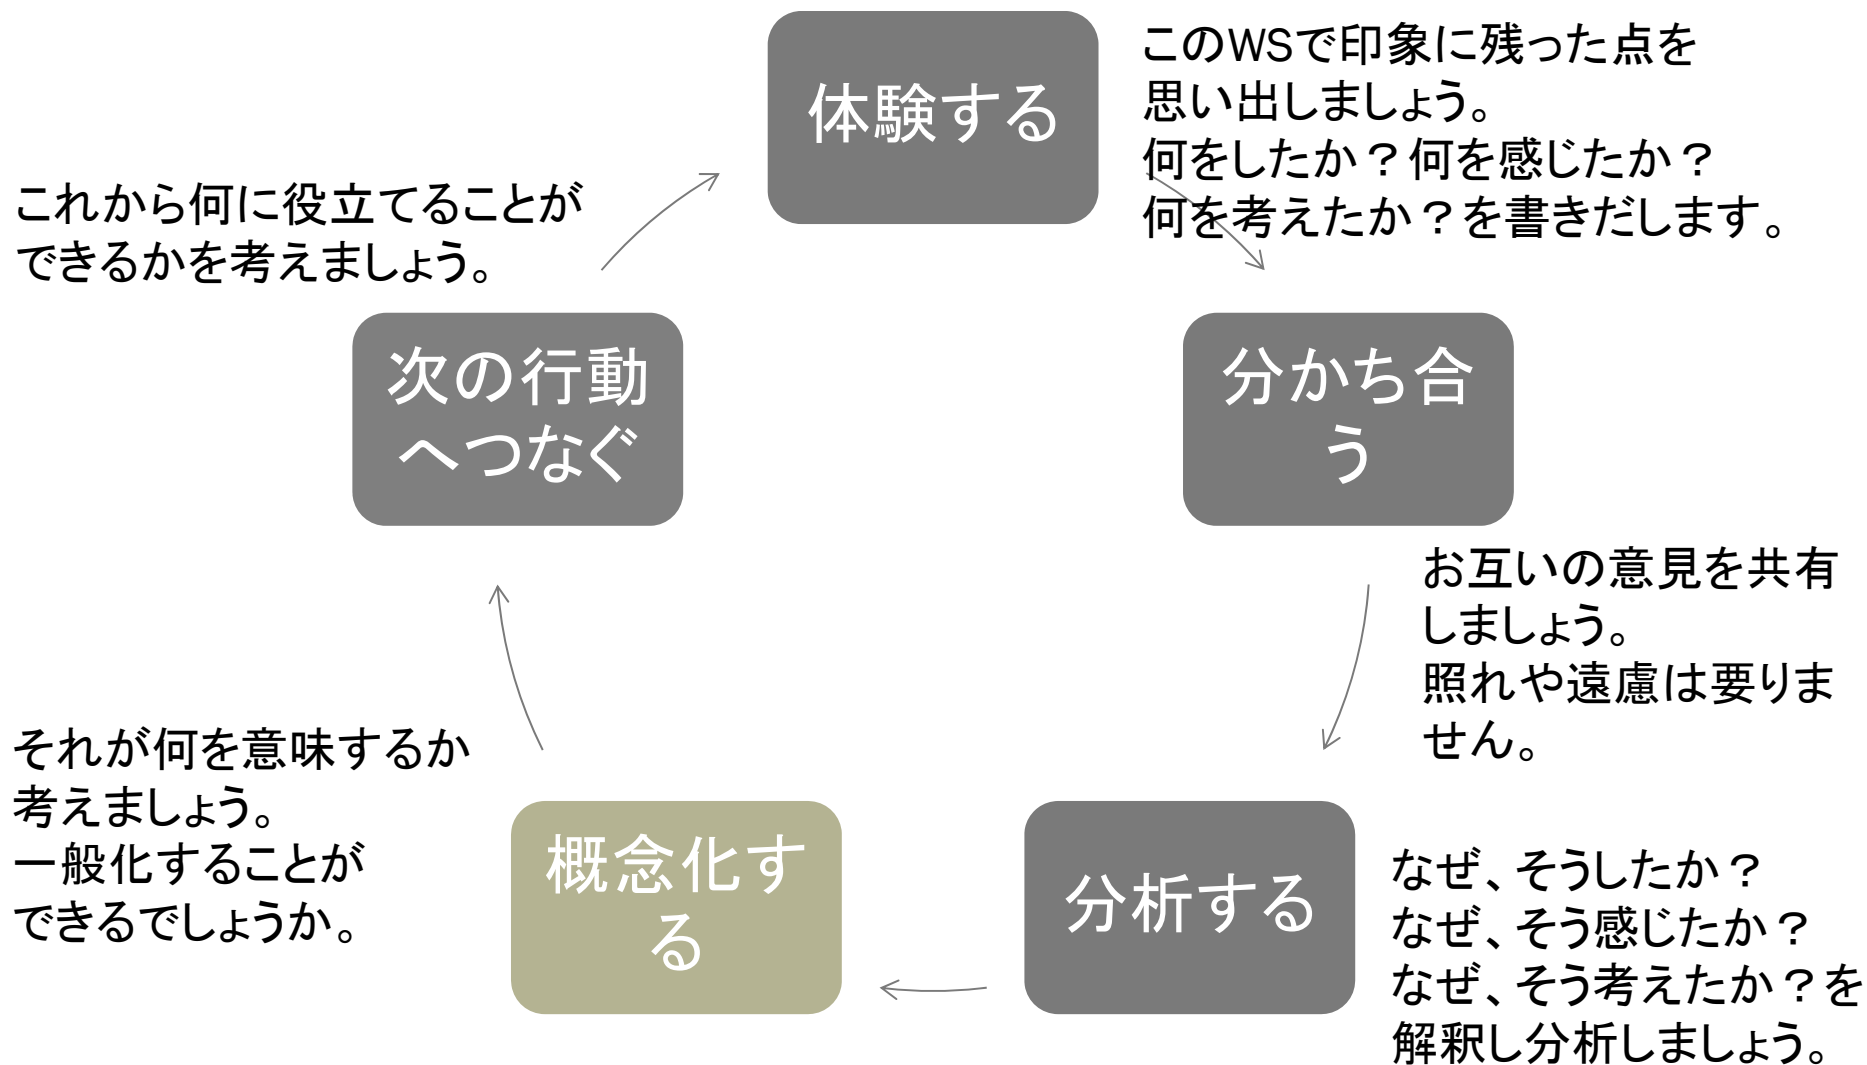 体験する
このWSで印象に残った点を
思い出しましょう。
何をしたか？何を感じたか？
何を考えたか？を書きだします。
分かち合
う
お互いの意見を共有
しましょう。
照れや遠慮は要りま
せん。
分析する
なぜ、そうしたか？
なぜ、そう感じたか？
なぜ、そう考えたか？を
解釈し分析しましょう。
概念化す
る
それが何を意味するか
考えましょう。
一般化することが
できるでしょうか。
次の行動
へつなぐ
これから何に役立てることが
できるかを考えましょう。